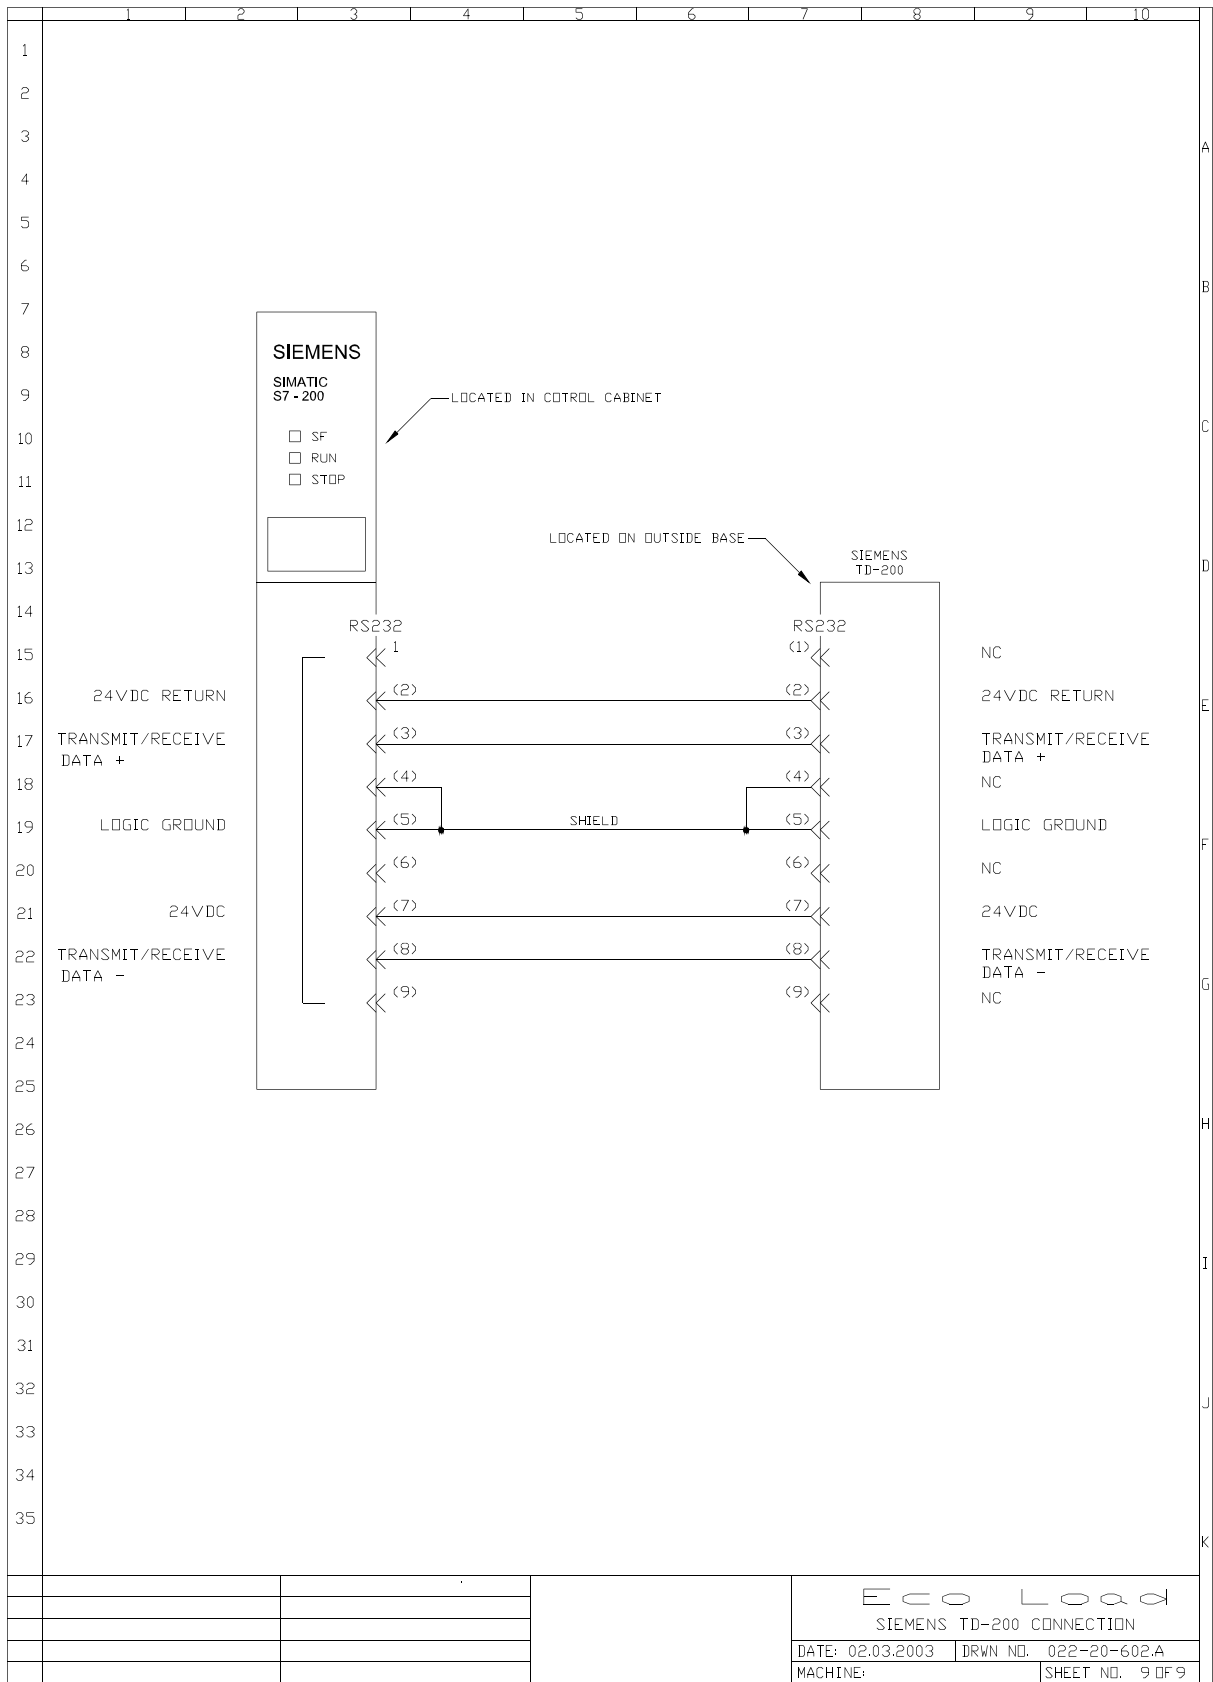 1 2 3 4 5 6 7 8 9 10
1
2
3
A
4
5
6
B
7
8
SIEMENS
SIMATIC
S7 - 200
9
LOCATED IN COTROL CABINET
C
10
SF
RUN
11
STOP
12
LOCATED ON OUTSIDE BASE
SIEMENS
TD-200
13
D
14
RS232 RS232
15 1 (1) NC
16 24VDC RETURN (2) (2) 24VDC RETURN
E
17 TRANSMIT/RECEIVE (3) (3) TRANSMIT/RECEIVE
DATA + DATA +
18 (4) (4) NC
19 LOGIC GROUND (5) SHIELD (5) LOGIC GROUND
F
20 (6) (6) NC
21 24VDC (7) (7) 24VDC
22 TRANSMIT/RECEIVE (8) (8) TRANSMIT/RECEIVE
DATA - DATA -
G
23 (9) (9) NC
24
25
26
H
27
28
29
I
30
31
32
J
33
34
35
K
Eco Load
SIEMENS TD-200 CONNECTION
DATE: 02.03.2003 DRWN NO. 022-20-602.A
MACHINE: SHEET NO. 9 OF 9